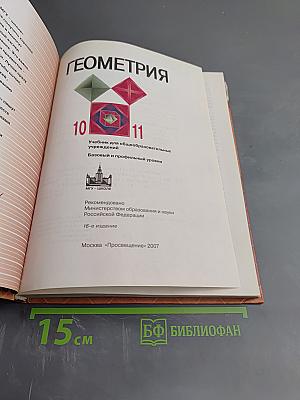 ГЕОМЕТРИЯ
10 11
Учебник для общеобразовательных
учреждений
Базовый и профильный уровни
МГУ - ШКОЛЕ
Рекомендовано
Министерством образования и науки
Российской Федерации
16-е издание
Москва «Просвещение» 2007
15 см
БФ БИБЛИОФАН